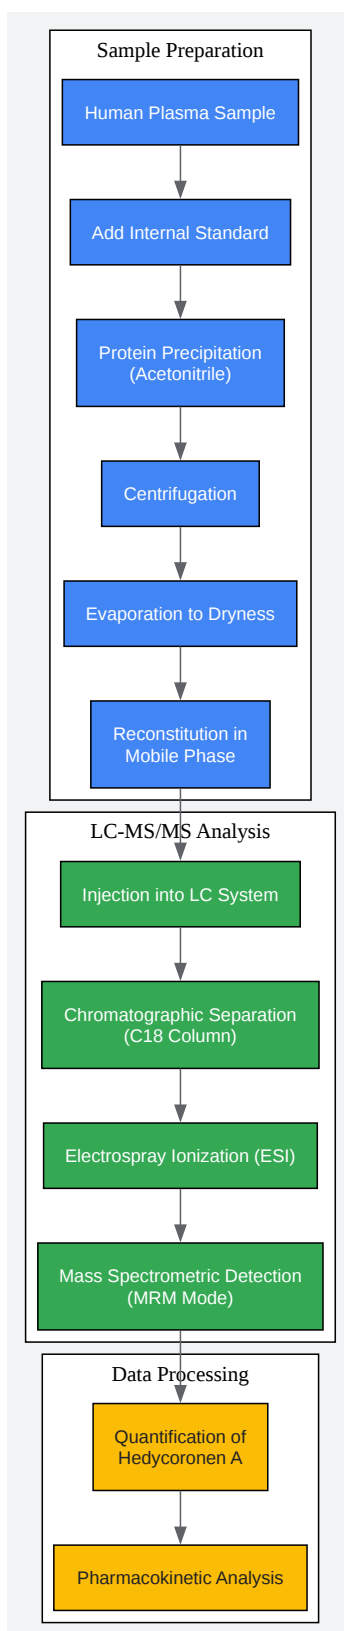 Sample Preparation
Human Plasma Sample
Add Internal Standard
Protein Precipitation
(Acetonitrile)
Centrifugation
Evaporation to Dryness
Reconstitution in
Mobile Phase
LC-MS/MS Analysis
Injection into LC System
Chromatographic Separation
(C18 Column)
Electrospray Ionization (ESI)
Mass Spectrometric Detection
(MRM Mode)
Data Processing
Quantification of
Hedycoronen A
Pharmacokinetic Analysis